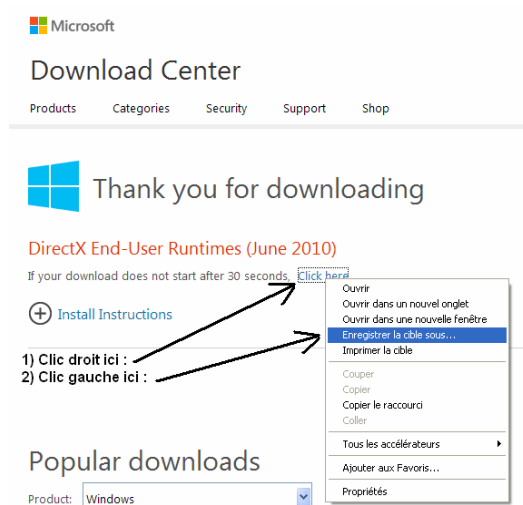 Microsoft
Download Center
Products Categories Security Support Shop
Thank you for downloading
DirectX End-User Runtimes (June 2010)
If your download does not start after 30 seconds, Click here
Install Instructions
1) Clic droit ici :
2) Clic gauche ici :
Ouvrir
Ouvrir dans un nouvel onglet
Ouvrir dans une nouvelle fenêtre
Enregistrer la cible sous...
Imprimer la cible
Couper
Copier
Copier le raccourci
Coller
Tous les accélérateurs
Ajouter aux Favoris...
Propriétés
Popular downloads
Product: Windows